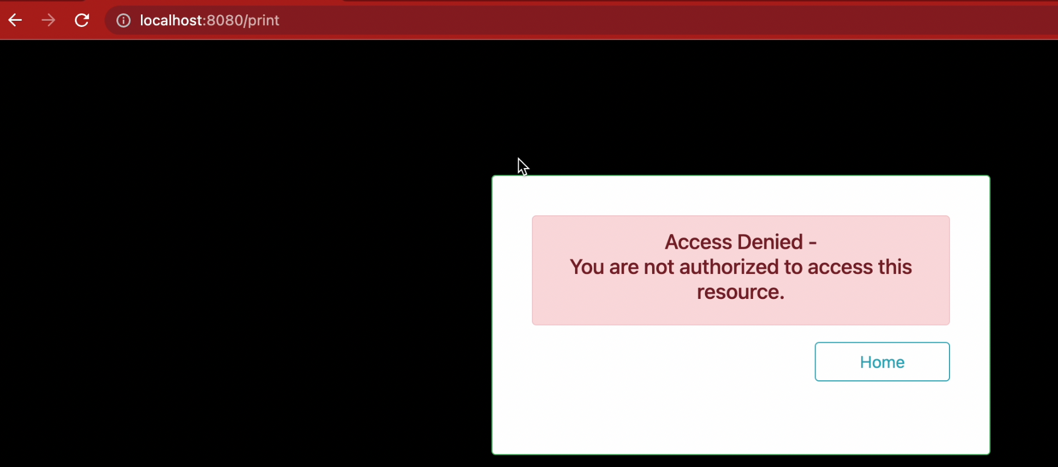 localhost:8080/print
Access Denied -
You are not authorized to access this
resource.
Home